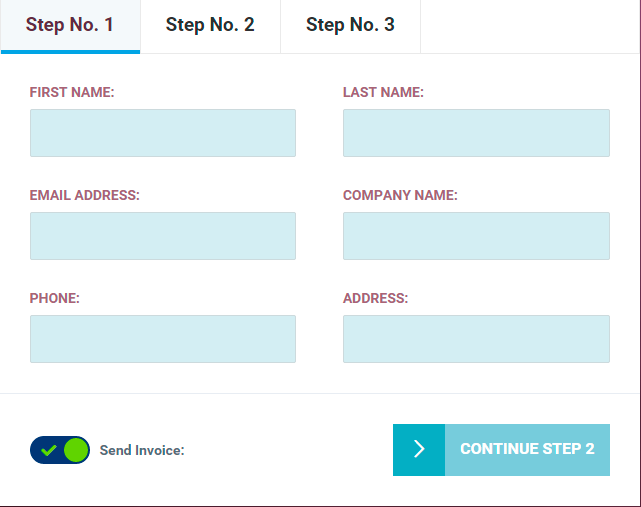 Step No. 1 Step No. 2 Step No. 3
FIRST NAME: LAST NAME:
EMAIL ADDRESS: COMPANY NAME:
PHONE: ADDRESS:
Send Invoice: CONTINUE STEP 2